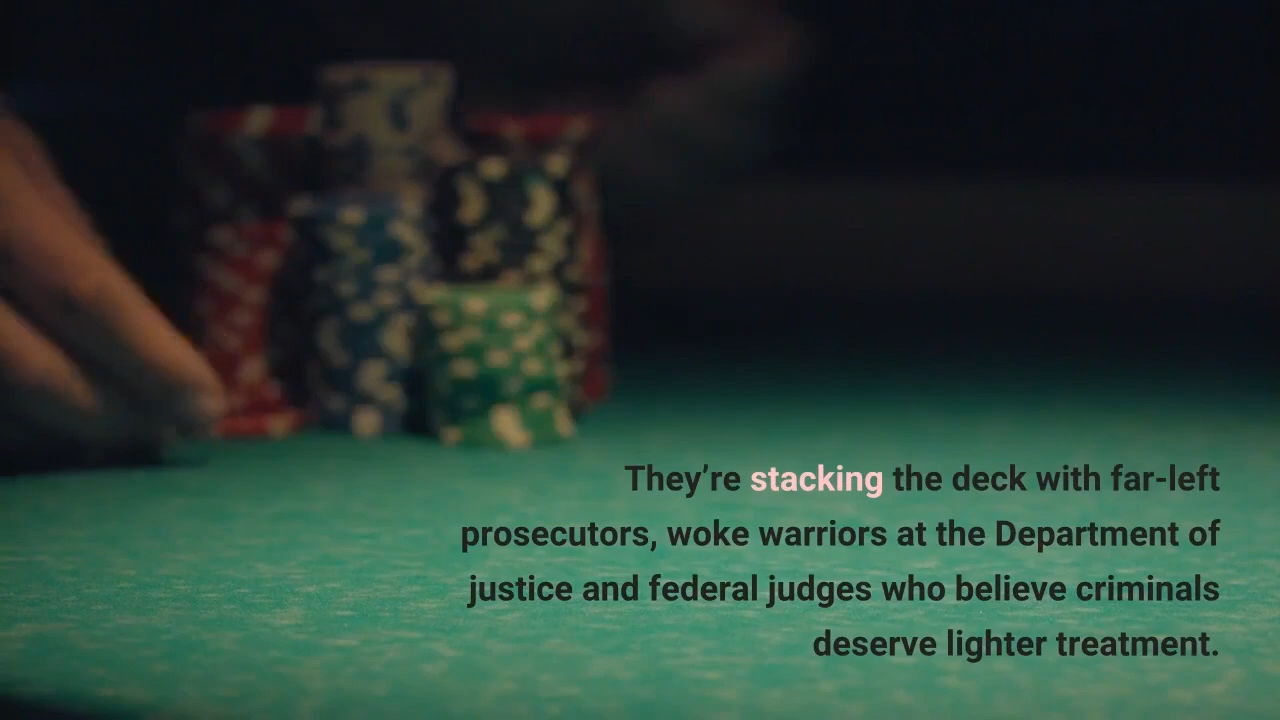 They’re stacking the deck with far-left
prosecutors, woke warriors at the Department of
justice and federal judges who believe criminals
deserve lighter treatment.